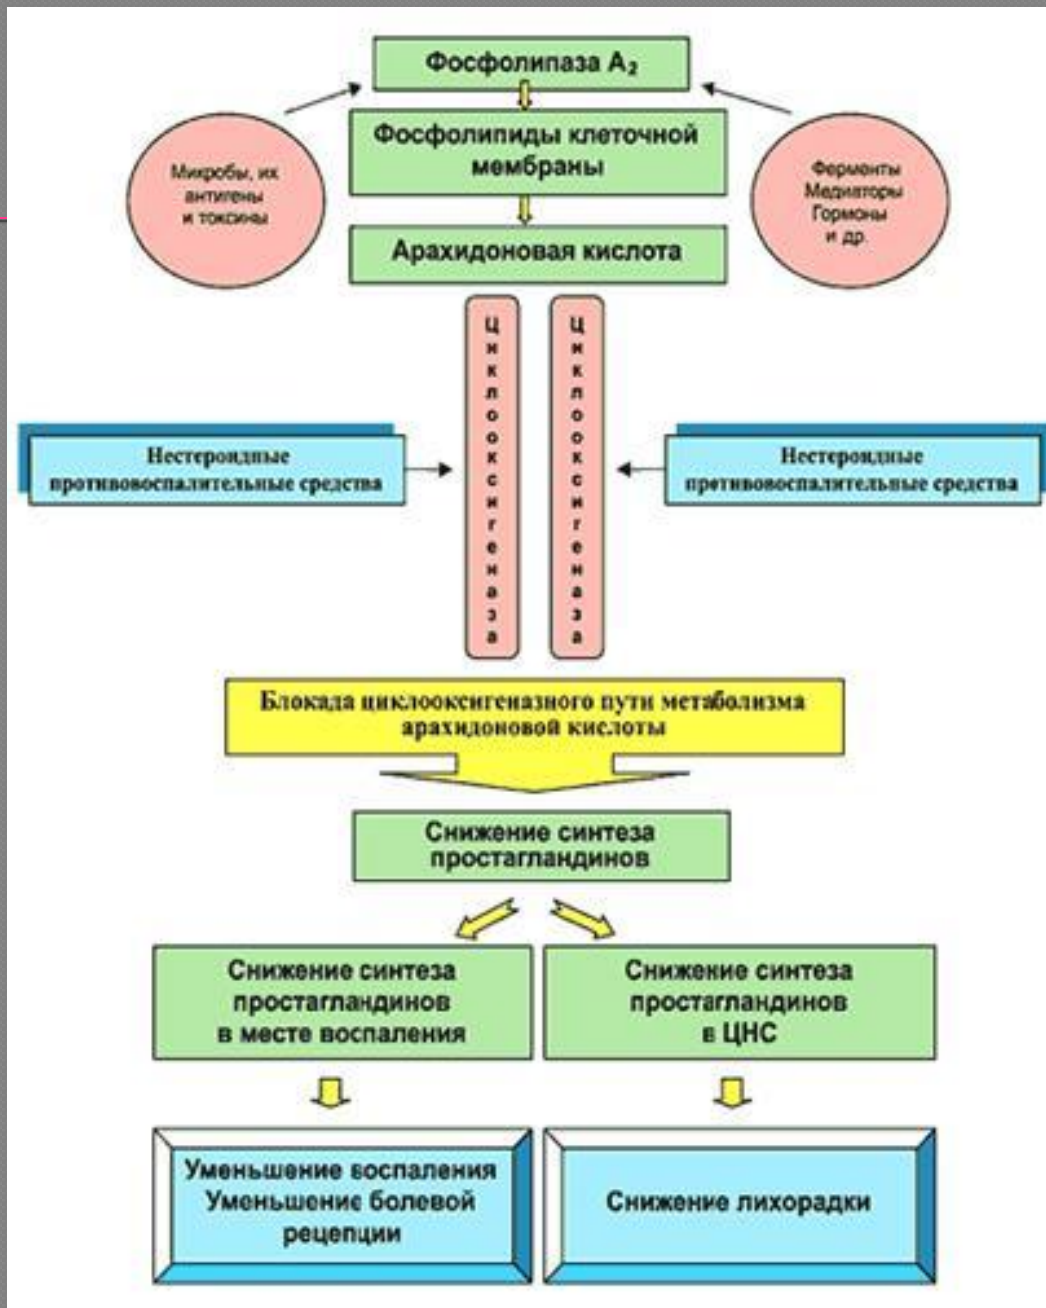 Фосфолипаза А₂
Фосфолипиды клеточной
мембраны
Микробы, их
антигены
и токсины
Ферменты
Медиаторы
Гормоны
и др.
Арахидоновая кислота
Циклооксигеназа
Циклооксигеназа
Нестероидные
противовоспалительные средства
Нестероидные
противовоспалительные средства
Блокада циклооксигеназного пути метаболизма
арахидоновой кислоты
Снижение синтеза
простагландинов
Снижение синтеза
простагландинов
в месте воспаления
Снижение синтеза
простагландинов
в ЦНС
Уменьшение воспаления
Уменьшение болевой
рецепции
Снижение лихорадки